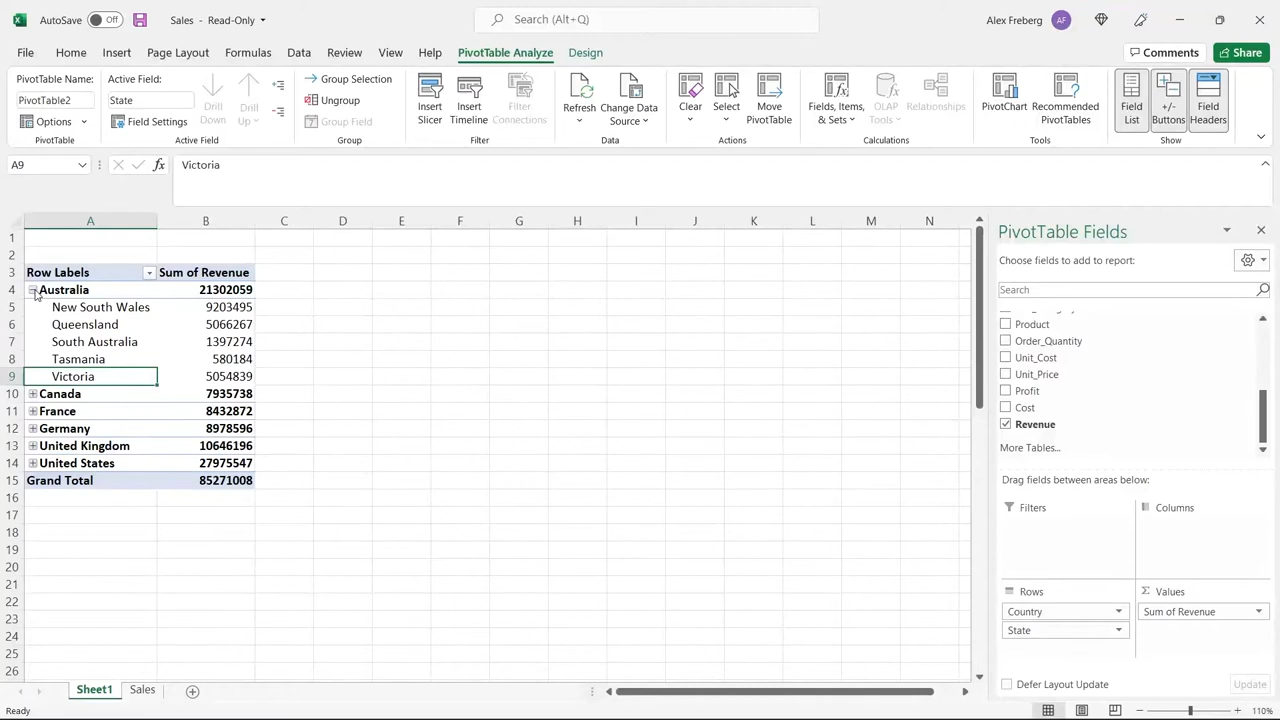 AutoSave Off Sales - Read-Only Search (Alt+Q) Alex Freberg AF
File Home Insert Page Layout Formulas Data Review View Help PivotTable Analyze Design Comments Share
PivotTable Name:
PivotTable2
Options
PivotTable
Active Field:
State
Field Settings
Drill Down
Drill Up
Active Field
Group Selection
Ungroup
Group Field
Group
Insert Slicer
Insert Timeline
Filter Connections
Filter
Refresh
Change Data Source
Data
Clear
Select
Move PivotTable
Actions
Fields, Items, & Sets
OLAP Tools
Relationships
Calculations
PivotChart
Recommended PivotTables
Tools
Field List
+/- Buttons
Field Headers
Show
A9 fx Victoria
A B C D E F G H I J K L M N
1
2
3 Row Labels Sum of Revenue
4 Australia 21302059
5 New South Wales 9203495
6 Queensland 5066267
7 South Australia 1397274
8 Tasmania 580184
9 Victoria 5054839
10 Canada 7935738
11 France 8432872
12 Germany 8978596
13 United Kingdom 10646196
14 United States 27975547
15 Grand Total 85271008
16
17
18
19
20
21
22
23
24
25
26
PivotTable Fields
Choose fields to add to report:
Search
Product
Order_Quantity
Unit_Cost
Unit_Price
Profit
Cost
Revenue
More Tables...
Drag fields between areas below:
Filters Columns
Rows Σ Values
Country Sum of Revenue
State
Defer Layout Update Update
Sheet1 Sales
Ready 110%